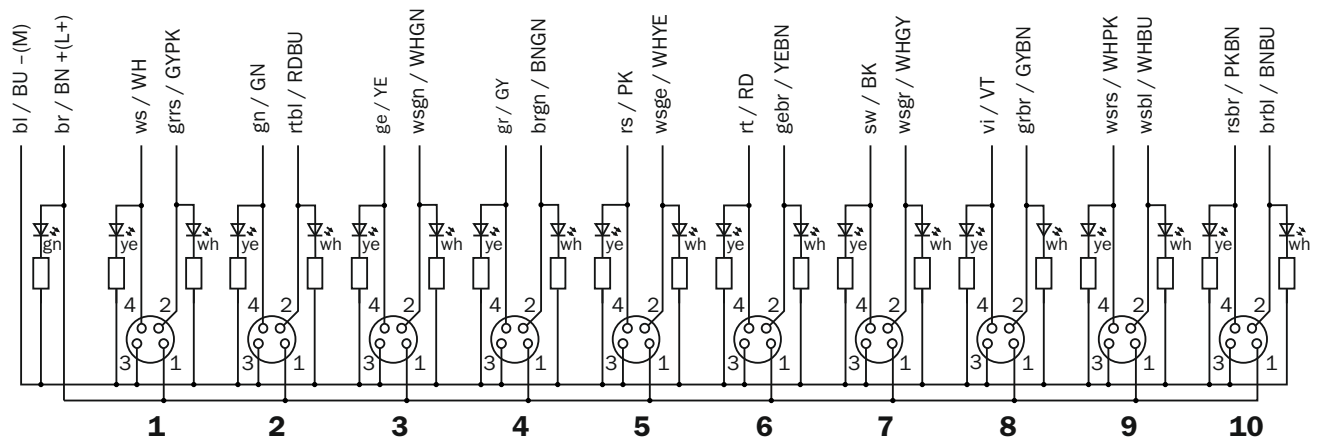 bl / BU –(M)
br / BN +(L+)
ws / WH
grrs / GYPK
gn / GN
rtbl / RDBU
ge / YE
wsgn / WHGN
gr / GY
brgn / BNGN
rs / PK
wsge / WHYE
rt / RD
gebr / YEBN
sw / BK
wsgr / WHGY
vi / VT
grbr / GYBN
wsrs / WHPK
wsbl / WHBU
rsbr / PKBN
brbl / BNBU
gn ye wh ye wh ye wh ye wh ye wh ye wh ye wh ye wh ye wh ye wh
4 2 4 2 4 2 4 2 4 2 4 2 4 2 4 2 4 2 4 2
3 1 3 1 3 1 3 1 3 1 3 1 3 1 3 1 3 1 3 1
1 2 3 4 5 6 7 8 9 10